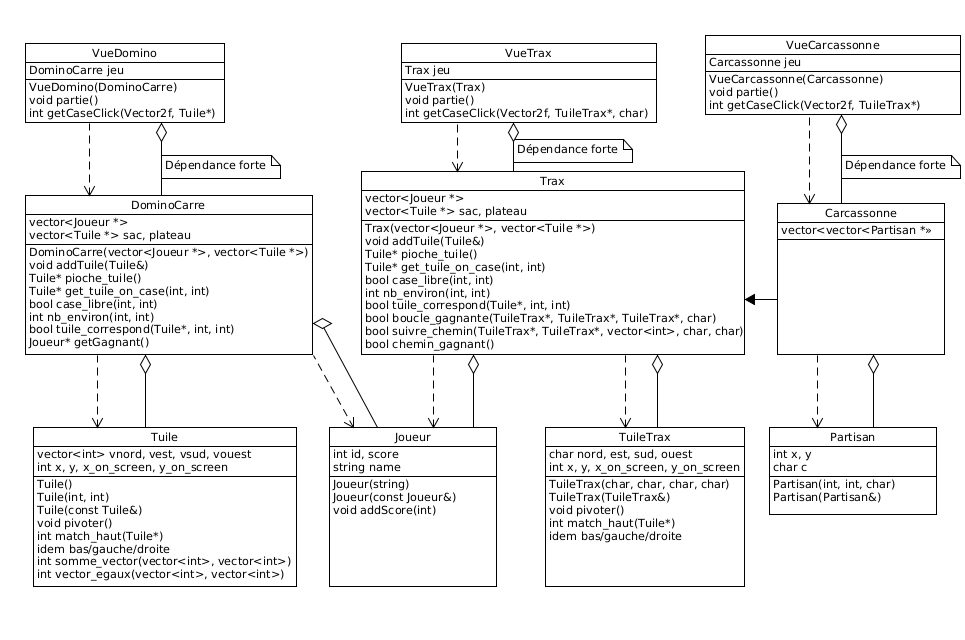 VueDomino
DominoCarre jeu
VueDomino(DominoCarre)
void partie()
int getCaseClick(Vector2f, Tuile*)
VueTrax
Trax jeu
VueTrax(Trax)
void partie()
int getCaseClick(Vector2f, TuileTrax*, char)
VueCarcassonne
Carcassonne jeu
VueCarcassonne(Carcassonne)
void partie()
int getCaseClick(Vector2f, TuileTrax*)
Dépendance forte
Dépendance forte
Dépendance forte
DominoCarre
vector<Joueur *>
vector<Tuile *> sac, plateau
DominoCarre(vector<Joueur *>, vector<Tuile *>)
void addTuile(Tuile&)
Tuile* pioche_tuile()
Tuile* get_tuile_on_case(int, int)
bool case_libre(int, int)
int nb_environ(int, int)
bool tuile_correspond(Tuile*, int, int)
Joueur* getGagnant()
Trax
vector<Joueur *>
vector<Tuile *> sac, plateau
Trax(vector<Joueur *>, vector<Tuile *>)
void addTuile(Tuile&)
Tuile* pioche_tuile()
Tuile* get_tuile_on_case(int, int)
bool case_libre(int, int)
int nb_environ(int, int)
bool tuile_correspond(Tuile*, int, int)
bool boucle_gagnante(TuileTrax*, TuileTrax*, TuileTrax*, char)
bool suivre_chemin(TuileTrax*, TuileTrax*, vector<int>, char, char)
bool chemin_gagnant()
Carcassonne
vector<vector<Partisan *»
Tuile
vector<int> vnord, vest, vsud, vouest
int x, y, x_on_screen, y_on_screen
Tuile()
Tuile(int, int)
Tuile(const Tuile&)
void pivoter()
int match_haut(Tuile*)
idem bas/gauche/droite
int somme_vector(vector<int>, vector<int>)
int vector_egaux(vector<int>, vector<int>)
Joueur
int id, score
string name
Joueur(string)
Joueur(const Joueur&)
void addScore(int)
TuileTrax
char nord, est, sud, ouest
int x, y, x_on_screen, y_on_screen
TuileTrax(char, char, char, char)
TuileTrax(TuileTrax&)
void pivoter()
int match_haut(Tuile*)
idem bas/gauche/droite
Partisan
int x, y
char c
Partisan(int, int, char)
Partisan(Partisan&)